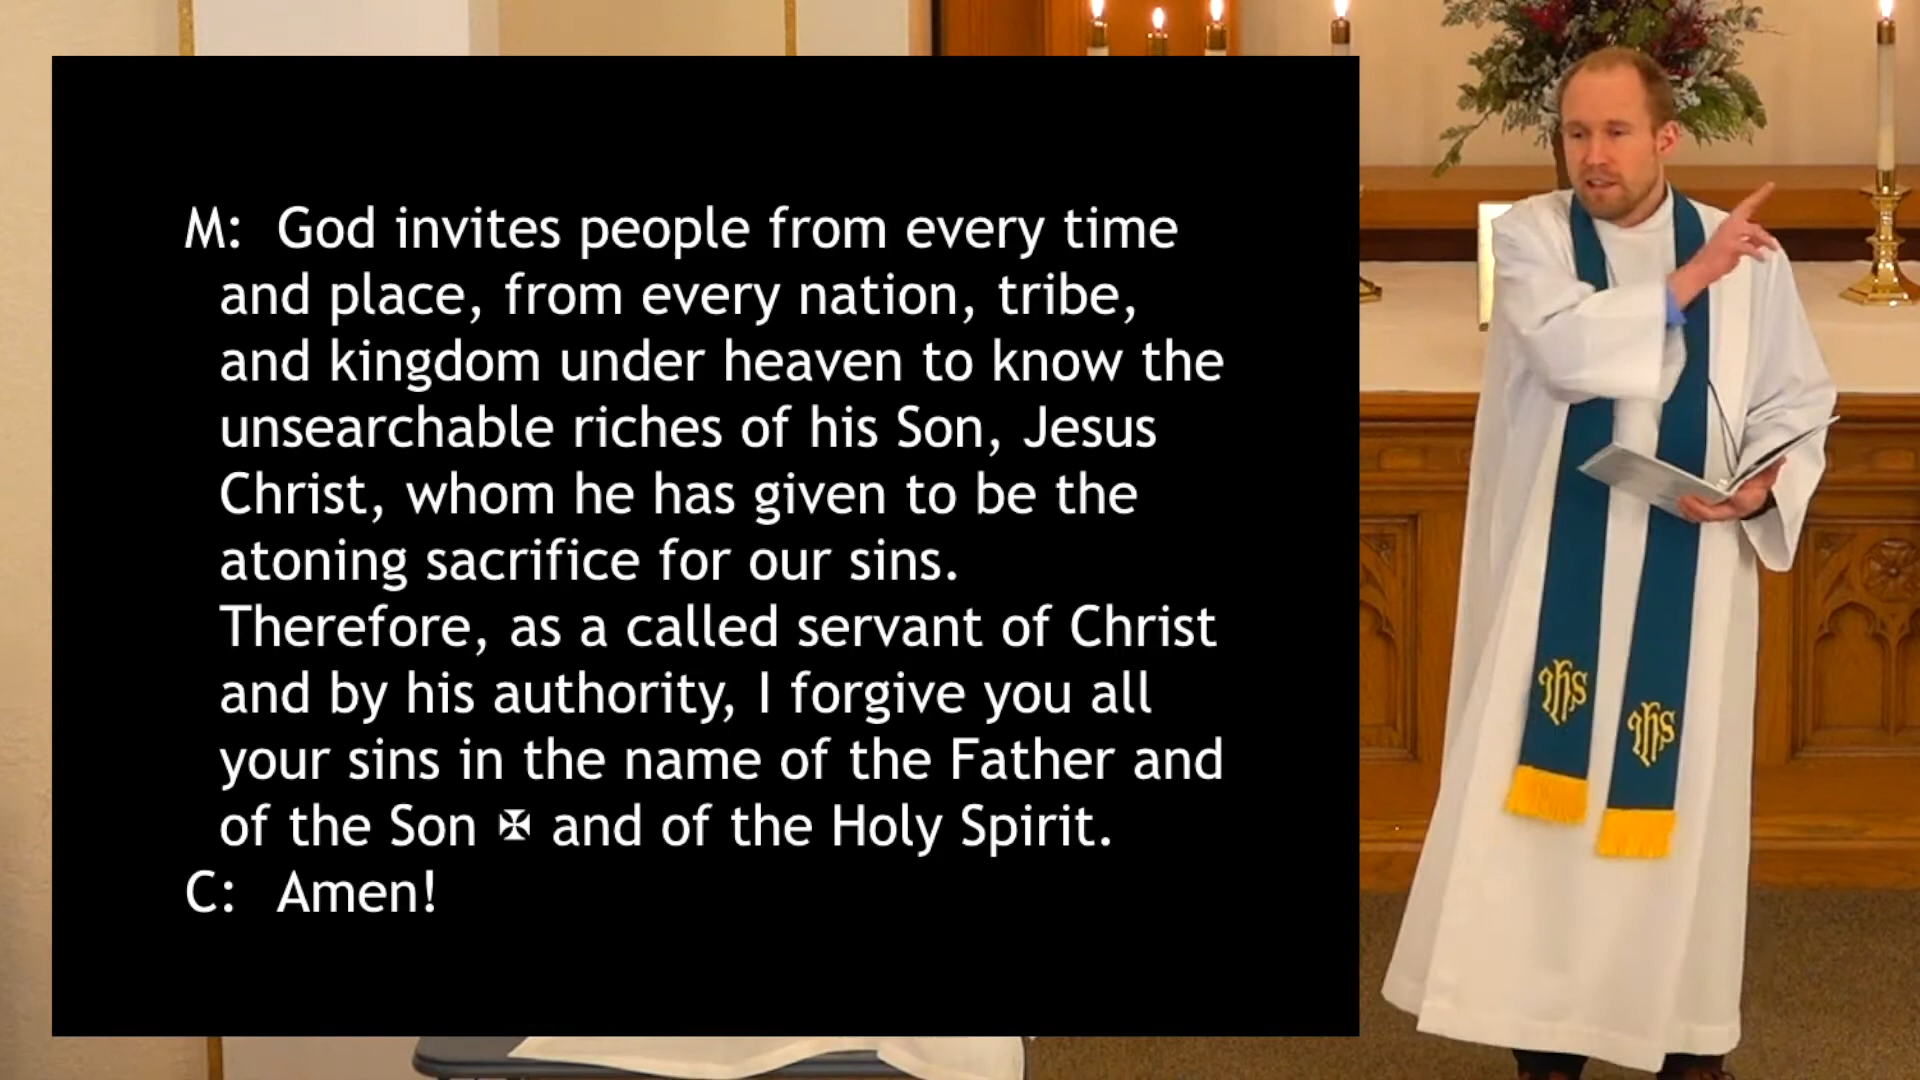 M: God invites people from every time
and place, from every nation, tribe,
and kingdom under heaven to know the
unsearchable riches of his Son, Jesus
Christ, whom he has given to be the
atoning sacrifice for our sins.
Therefore, as a called servant of Christ
and by his authority, I forgive you all
your sins in the name of the Father and
of the Son ✠ and of the Holy Spirit.
C: Amen!
ihs
ihs